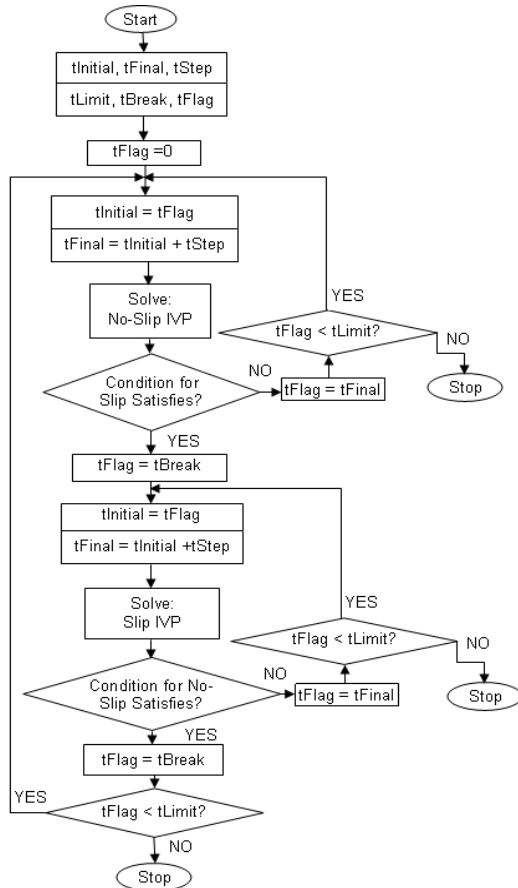 Start
tInitial, tFinal, tStep
tLimit, tBreak, tFlag
tFlag =0
tInitial = tFlag
tFinal = tInitial + tStep
Solve:
No-Slip IVP
YES
tFlag < tLimit?
NO
Stop
Condition for
Slip Satisfies?
NO
tFlag = tFinal
YES
tFlag = tBreak
tInitial = tFlag
tFinal = tInitial +tStep
Solve:
Slip IVP
YES
tFlag < tLimit?
NO
Stop
Condition for No-
Slip Satisfies?
NO
tFlag = tFinal
YES
tFlag = tBreak
YES
tFlag < tLimit?
NO
Stop